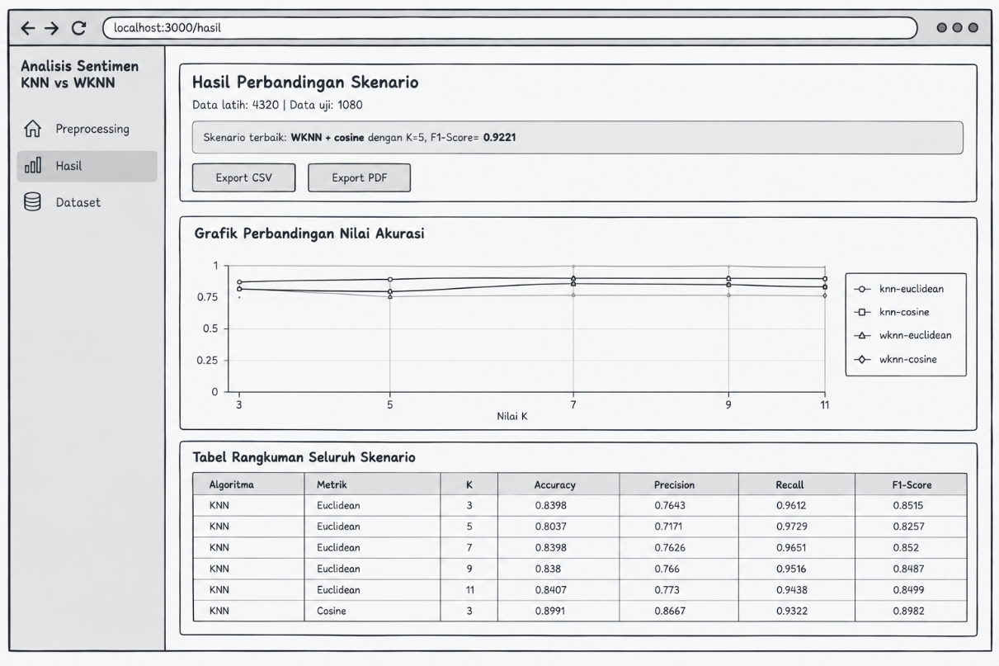 localhost:3000/hasil
Analisis Sentimen
KNN vs WKNN
Preprocessing
Hasil
Dataset
Hasil Perbandingan Skenario
Data latih: 4320 | Data uji: 1080
Skenario terbaik: WKNN + cosine dengan K=5, F1-Score= 0.9221
Export CSV
Export PDF
Grafik Perbandingan Nilai Akurasi
1
0.75
0.5
0.25
0
3 5 7 9 11
Nilai K
knn-euclidean
knn-cosine
wknn-euclidean
wknn-cosine
Tabel Rangkuman Seluruh Skenario
Algoritma Metrik K Accuracy Precision Recall F1-Score
KNN Euclidean 3 0.8398 0.7643 0.9612 0.8515
KNN Euclidean 5 0.8037 0.7171 0.9729 0.8257
KNN Euclidean 7 0.8398 0.7626 0.9651 0.852
KNN Euclidean 9 0.838 0.766 0.9516 0.8487
KNN Euclidean 11 0.8407 0.773 0.9438 0.8499
KNN Cosine 3 0.8991 0.8667 0.9322 0.8982